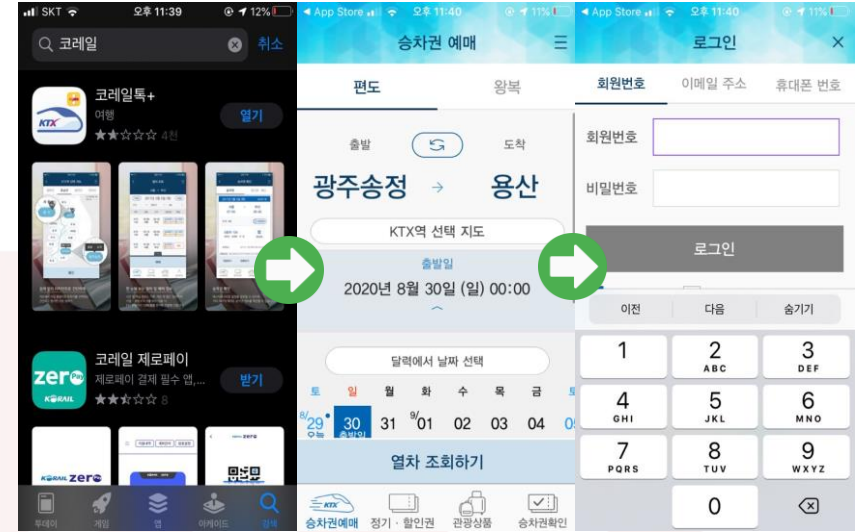 SKT 오후 11:39 12%
코레일 취소
코레일톡+
여행
열기
4천
KTX
코레일 제로페이
제로페이 결제 필수 앱,...
받기
8
zero Pay
KORAIL
투데이 게임 앱 아케이드 검색
App Store 오후 11:40 11%
승차권 예매
편도 왕복
출발 도착
광주송정 → 용산
KTX역 선택 지도
출발일
2020년 8월 30일 (일) 00:00
달력에서 날짜 선택
토 일 월 화 수 목 금 토
8/29 30 31 9/01 02 03 04
오늘 출발일
열차 조회하기
KTX
승차권예매 정기·할인권 관광상품 승차권확인
App Store 오후 11:40 11%
로그인
회원번호 이메일 주소 휴대폰 번호
회원번호
비밀번호
로그인
이전 다음 숨기기
1 2 3
ABC DEF
4 5 6
GHI JKL MNO
7 8 9
PQRS TUV WXYZ
0